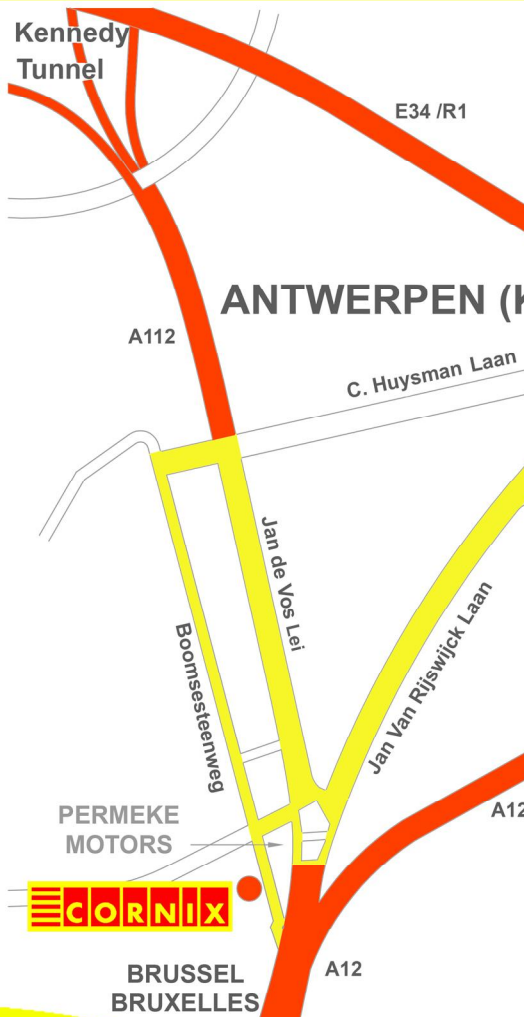 Kennedy
Tunnel
E34 /R1
ANTWERPEN (K
A112
C. Huysman Laan
Jan de Vos Lei
Boomsesteenweg
Jan Van Rijswijck Laan
A12
PERMEKE
MOTORS
CORNIX
A12
BRUSSEL
BRUXELLES